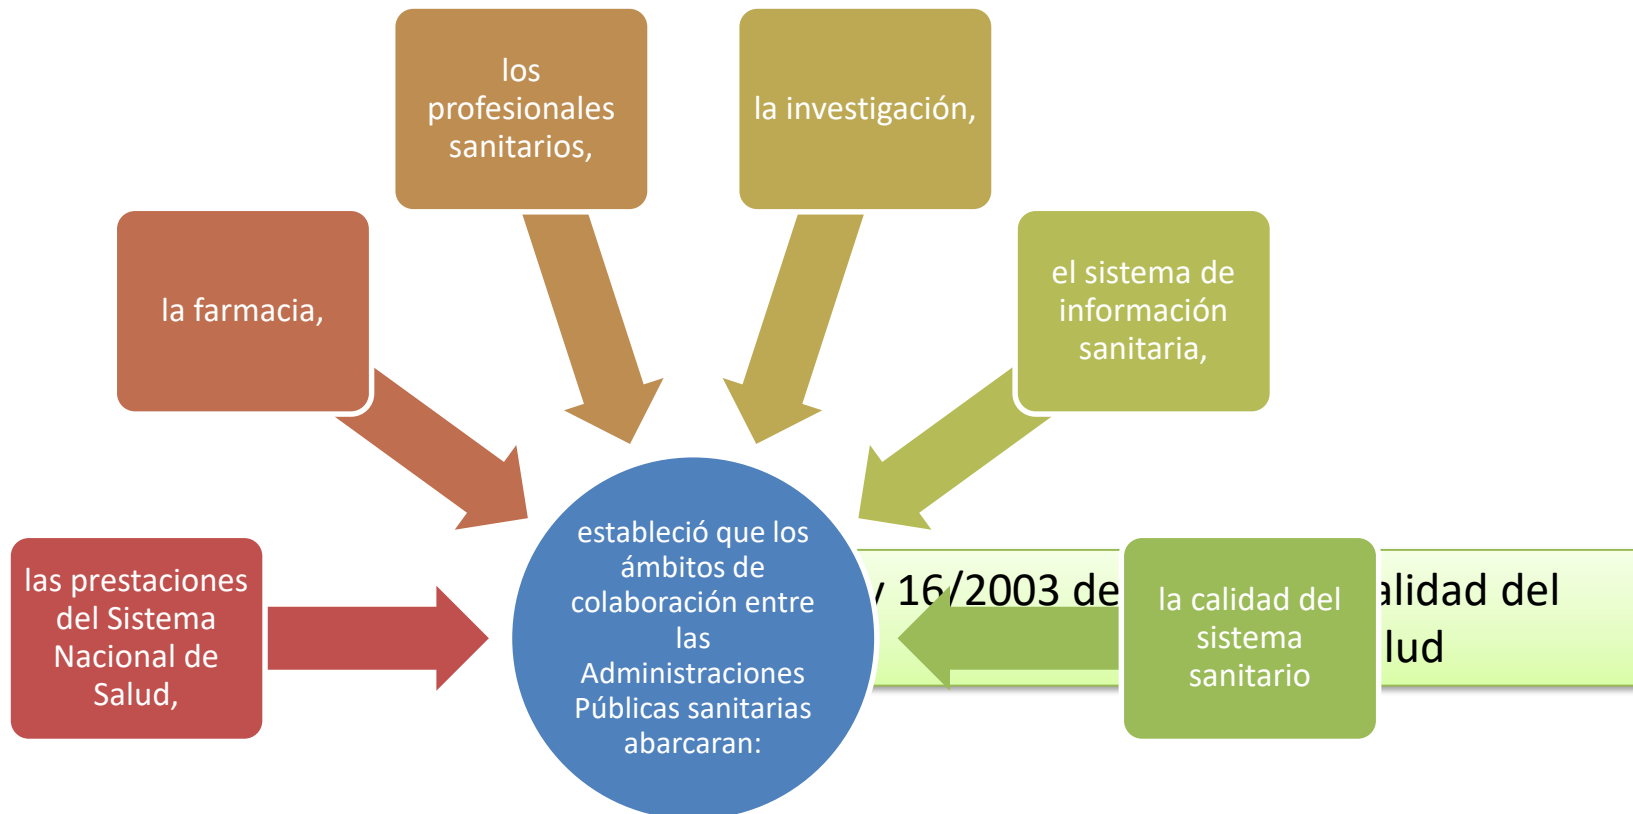 los
profesionales
sanitarios,
la investigación,
la farmacia,
el sistema de
información
sanitaria,
las prestaciones
del Sistema
Nacional de
Salud,
estableció que los
ámbitos de
colaboración entre
las
Administraciones
Públicas sanitarias
abarcaran:
16/2003 de
alidad del
lud
la calidad del
sistema
sanitario